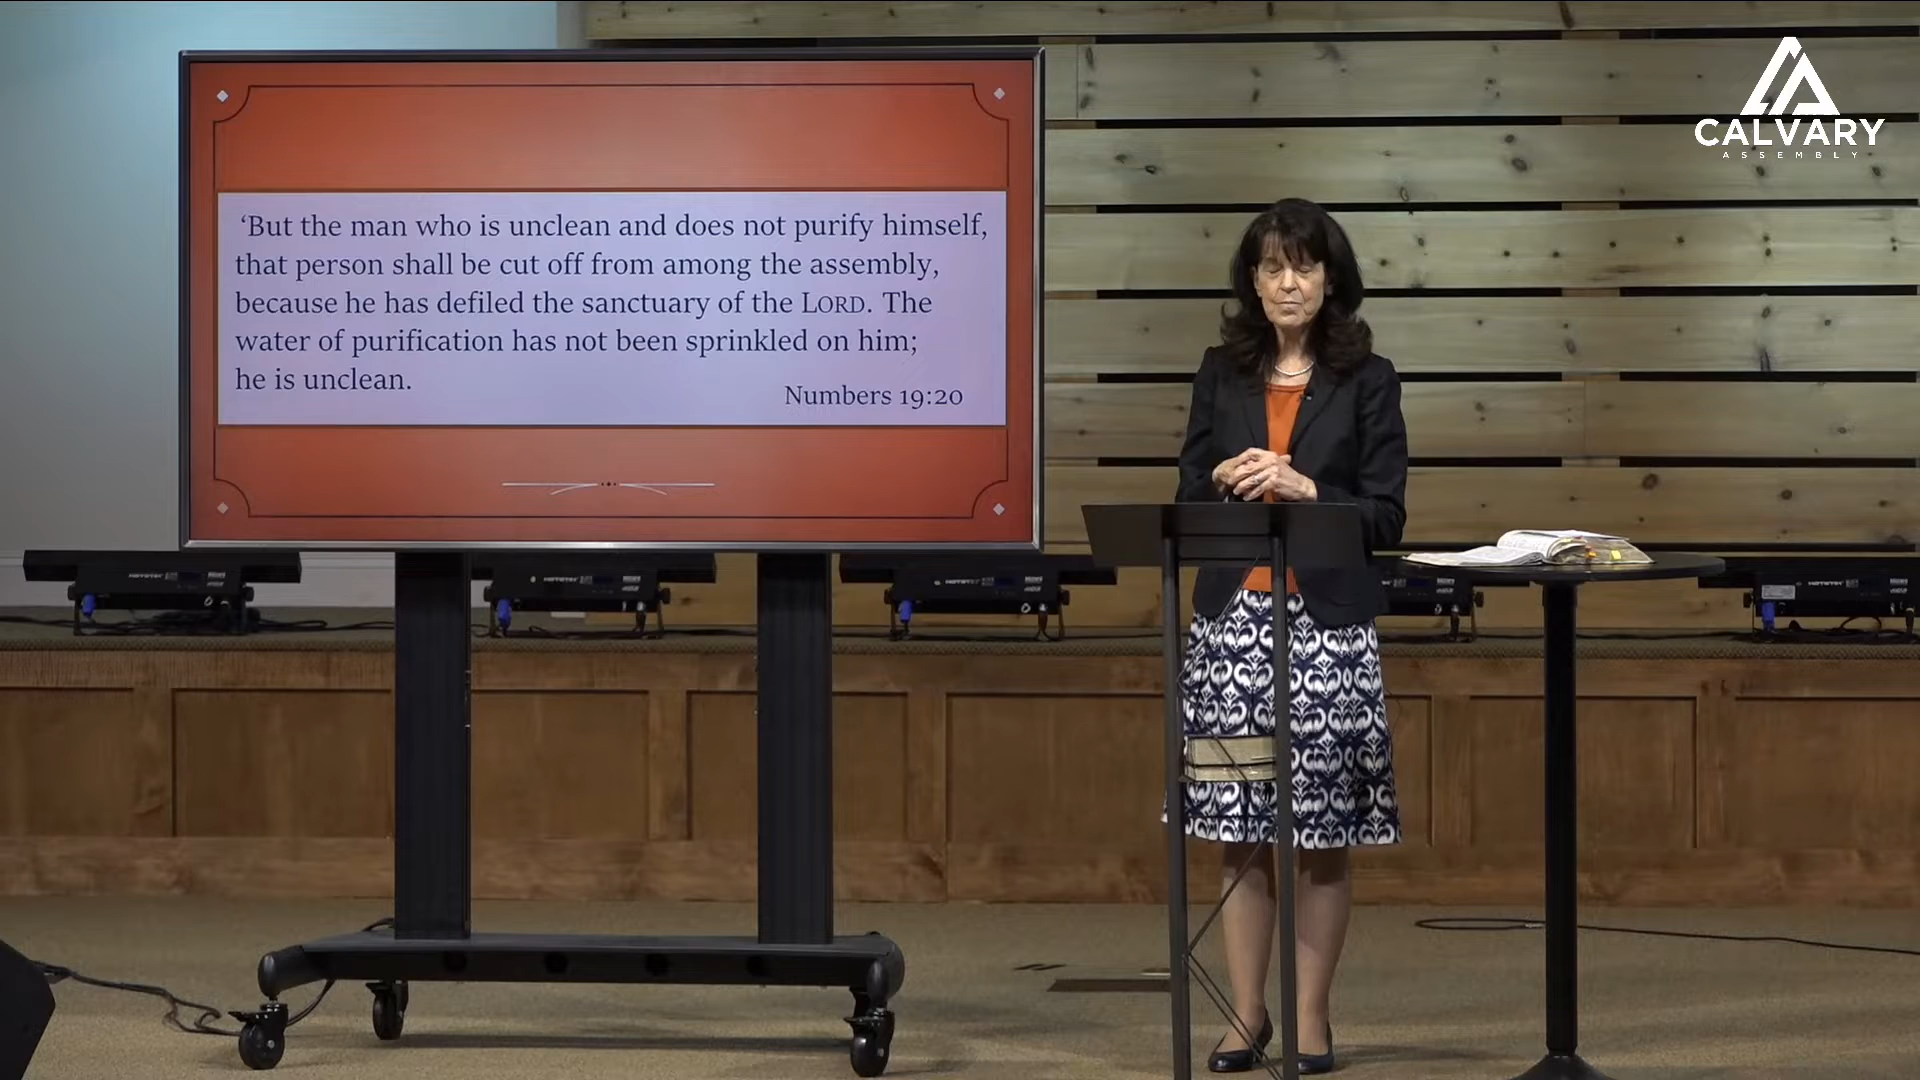 ‘But the man who is unclean and does not purify himself,
that person shall be cut off from among the assembly,
because he has defiled the sanctuary of the LORD. The
water of purification has not been sprinkled on him;
he is unclean.
Numbers 19:20
CALVARY
ASSEMBLY